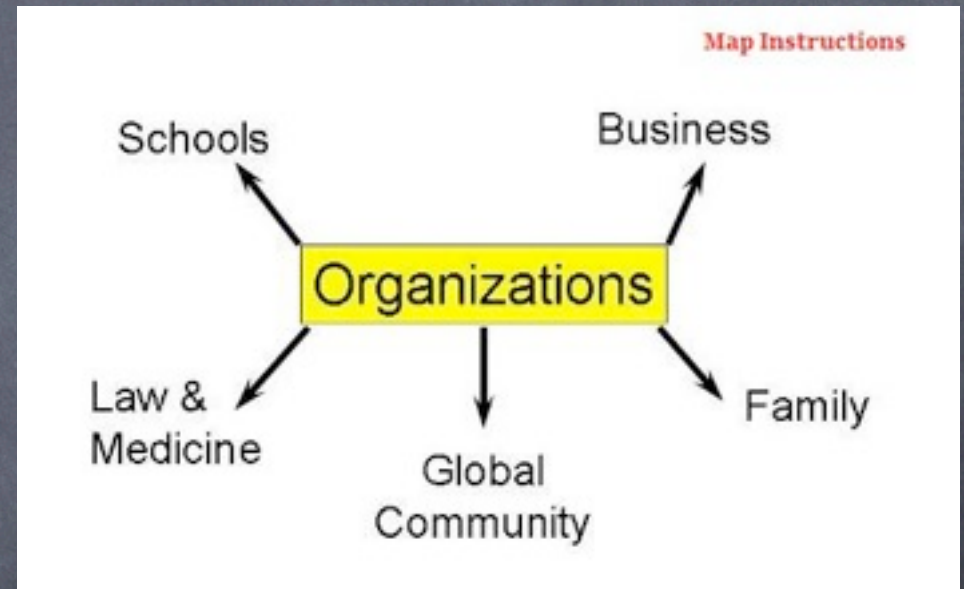 Map Instructions
Schools
Business
Organizations
Law &
Medicine
Global
Community
Family